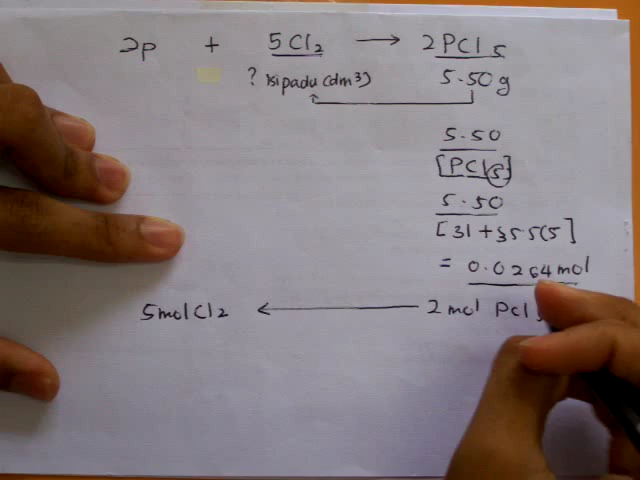 2P + 5Cl2 → 2PCl5
? Isipadu (dm3) 5.50g
5.50
[PCl5]
5.50
[31+35.5(5]
= 0.0264 mol
5 mol Cl2 ← 2 mol PCl5